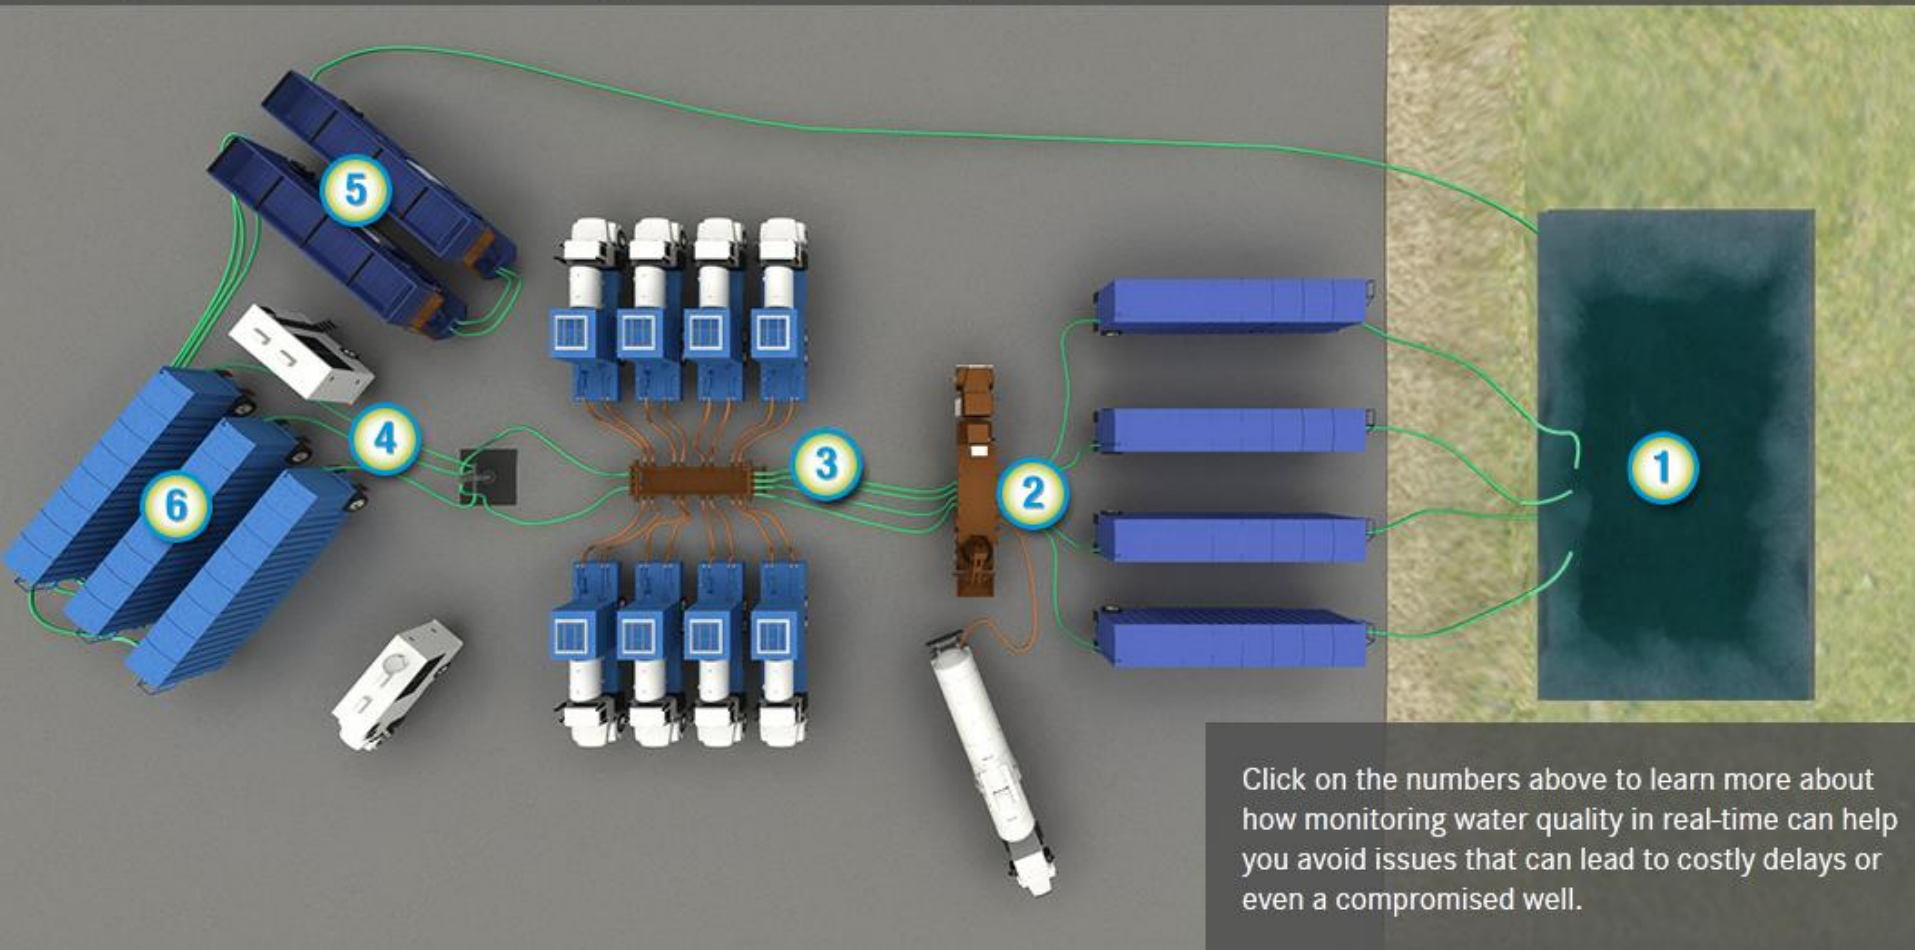 5
4
3
6
2
1
Click on the numbers above to learn more about
how monitoring water quality in real-time can help
you avoid issues that can lead to costly delays or
even a compromised well.